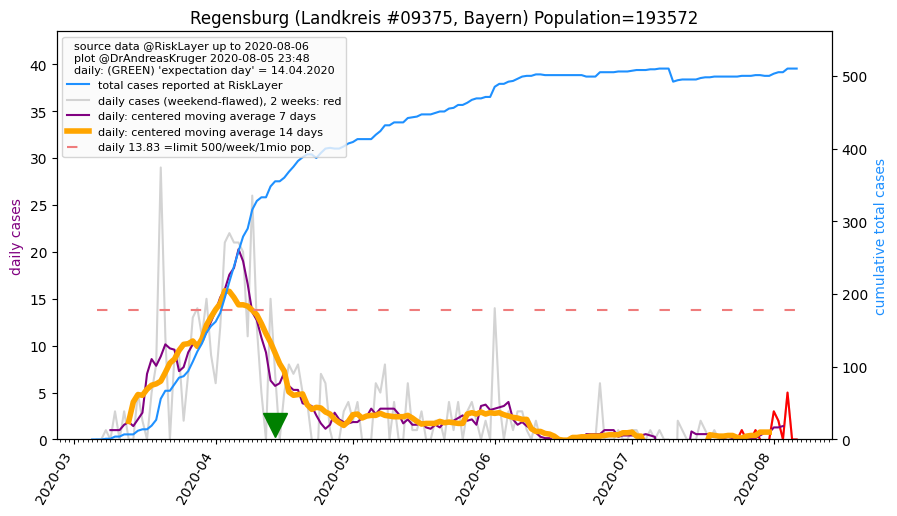 Regensburg (Landkreis #09375, Bayern) Population=193572
source data @RiskLayer up to 2020-08-06
plot @DrAndreasKruger 2020-08-05 23:48
daily: (GREEN) 'expectation day' = 14.04.2020
total cases reported at RiskLayer
daily cases (weekend-flawed), 2 weeks: red
daily: centered moving average 7 days
daily: centered moving average 14 days
daily 13.83 =limit 500/week/1mio pop.
daily cases
40
35
30
25
20
15
10
5
0
cumulative total cases
500
400
300
200
100
0
2020-03
2020-04
2020-05
2020-06
2020-07
2020-08